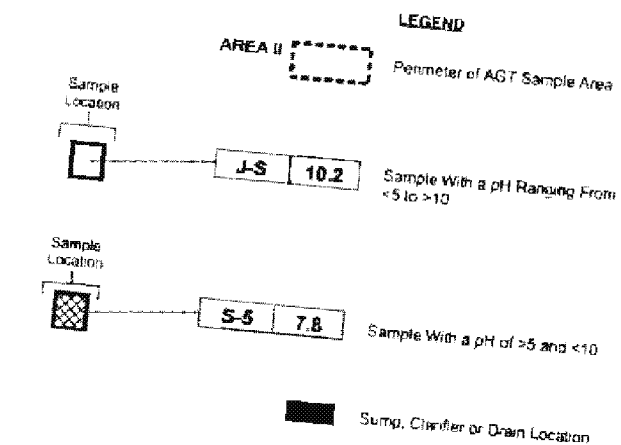 LEGEND
AREA II
Perimeter of AGT Sample Area
Sample
Location
J-S 10.2
Sample With a pH Ranging From
<5 to >10
Sample
Location
S-5 7.8
Sample With a pH of >5 and <10
Sump, Clarifier or Drain Location